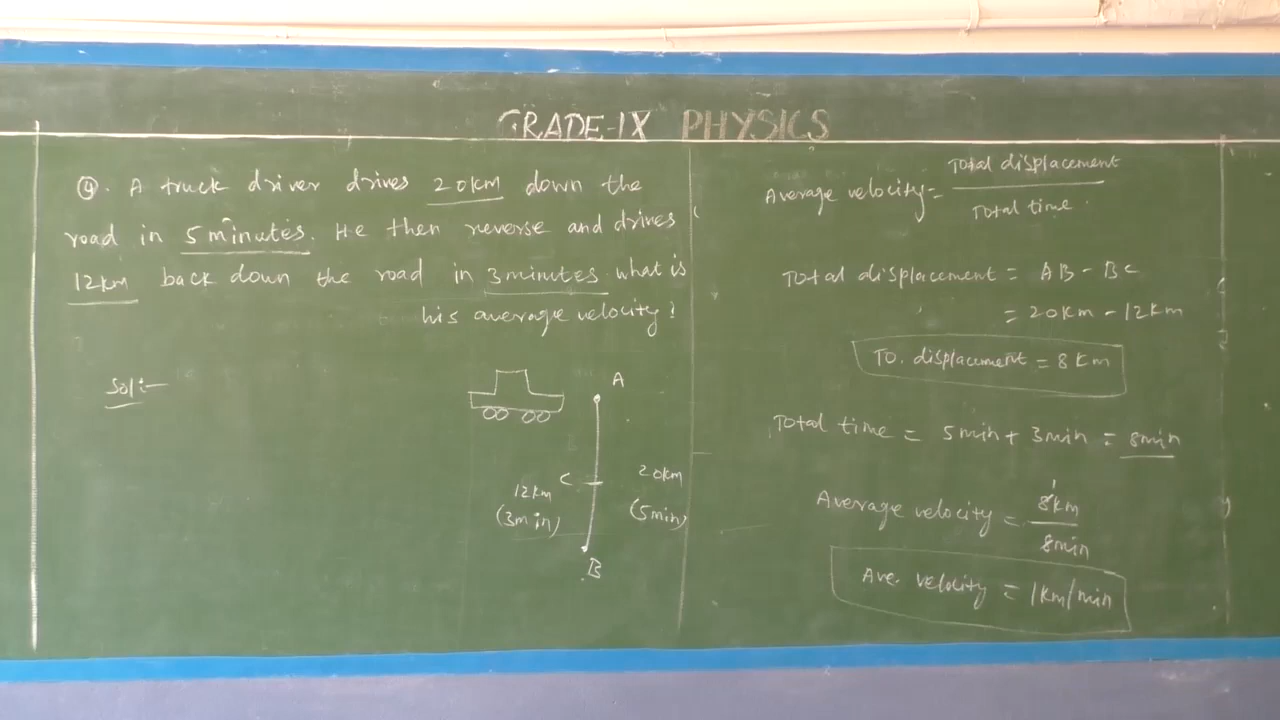 GRADE-IX PHYSICS
④. A truck driver drives 20km down the
road in 5 minutes. He then reverse and drives
12km back down the road in 3 minutes what is
his average velocity?
Sol:-
A
C
20km
12km
(5min)
(3min)
B
Average velocity = Total displacement
Total time
Total displacement = AB - BC
= 20km - 12km
To. displacement = 8 km
Total time = 5min + 3min = 8min
1
Average velocity = 8km
8min
Ave. velocity = 1km/min